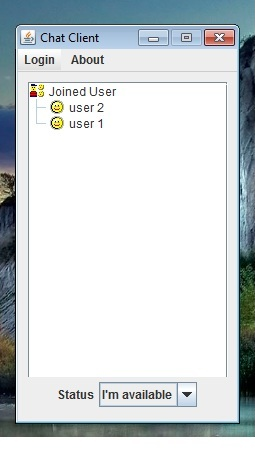 Chat Client
Login About
Joined User
user 2
user 1
Status I'm available